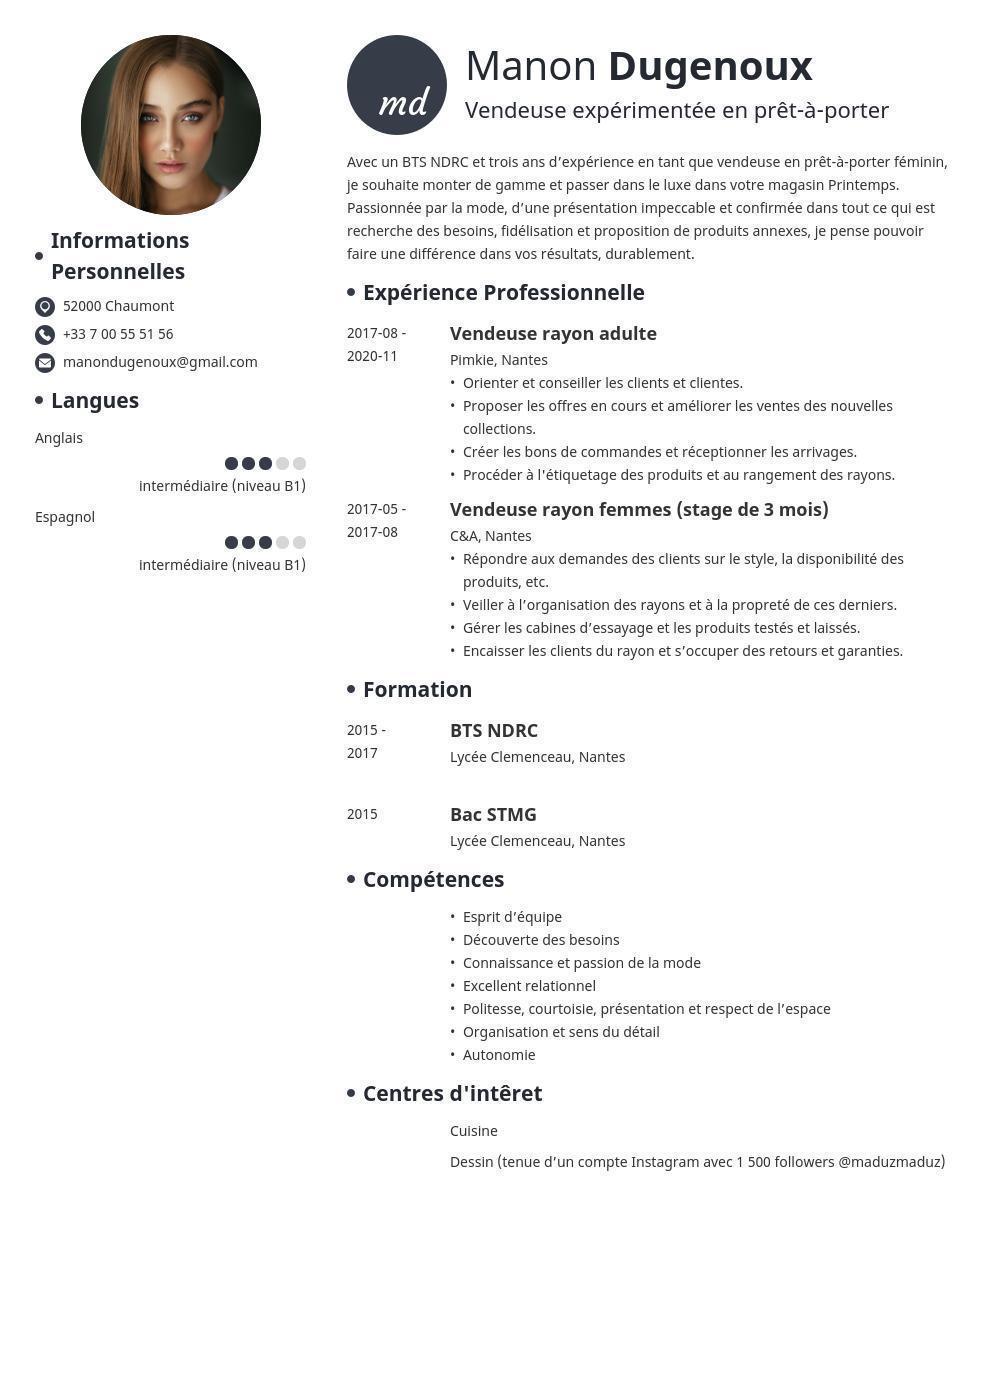 Informations
Personnelles
52000 Chaumont
+33 7 00 55 51 56
manondugenoux@gmail.com
Langues
Anglais
intermédiaire (niveau B1)
Espagnol
intermédiaire (niveau B1)
md
Manon Dugenoux
Vendeuse expérimentée en prêt-à-porter
Avec un BTS NDRC et trois ans d’expérience en tant que vendeuse en prêt-à-porter féminin,
je souhaite monter de gamme et passer dans le luxe dans votre magasin Printemps.
Passionnée par la mode, d’une présentation impeccable et confirmée dans tout ce qui est
recherche des besoins, fidélisation et proposition de produits annexes, je pense pouvoir
faire une différence dans vos résultats, durablement.
Expérience Professionnelle
2017-08 -
2020-11
Vendeuse rayon adulte
Pimkie, Nantes
• Orienter et conseiller les clients et clientes.
• Proposer les offres en cours et améliorer les ventes des nouvelles
collections.
• Créer les bons de commandes et réceptionner les arrivages.
• Procéder à l'étiquetage des produits et au rangement des rayons.
2017-05 -
2017-08
Vendeuse rayon femmes (stage de 3 mois)
C&A, Nantes
• Répondre aux demandes des clients sur le style, la disponibilité des
produits, etc.
• Veiller à l’organisation des rayons et à la propreté de ces derniers.
• Gérer les cabines d’essayage et les produits testés et laissés.
• Encaisser les clients du rayon et s’occuper des retours et garanties.
Formation
2015 -
2017
BTS NDRC
Lycée Clemenceau, Nantes
2015
Bac STMG
Lycée Clemenceau, Nantes
Compétences
• Esprit d’équipe
• Découverte des besoins
• Connaissance et passion de la mode
• Excellent relationnel
• Politesse, courtoisie, présentation et respect de l’espace
• Organisation et sens du détail
• Autonomie
Centres d'intêret
Cuisine
Dessin (tenue d’un compte Instagram avec 1 500 followers @maduzmaduz)